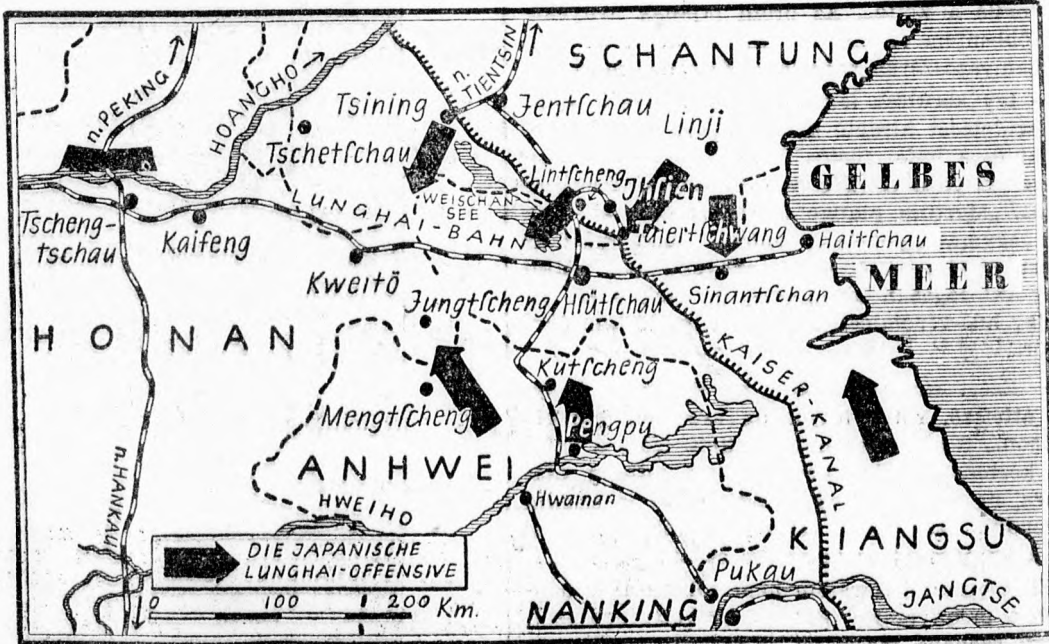 SCHANTUNG
n. PEKING
HOANGHO
n. TIENTSIN
Tsining
Jentſchau
Linji
Tschetſchau
Lintſcheng
GELBES
WEISCHAN-
SEE
LUNGHAI-BAHN
Taiertſchwang
Haitſchau
Tscheng-
tschau
Kaifeng
Kweitö
Jungtſcheng
Hſütſchau
Sinantſchan
MEER
HONAN
Kutſcheng
KAISER-KANAL
Mengtſcheng
Pengpu
ANHWEI
HWEIHO
Hwainan
n. HANKAU
KIANGSU
DIE JAPANISCHE
LUNGHAI-OFFENSIVE
Pukau
NANKING
JANGTSE
0 100 200 Km.